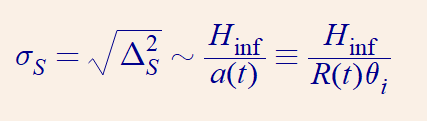 σ_S = √(Δ_S^2) ~ H_inf / a(t) ≡ H_inf / (R(t)θ_i)